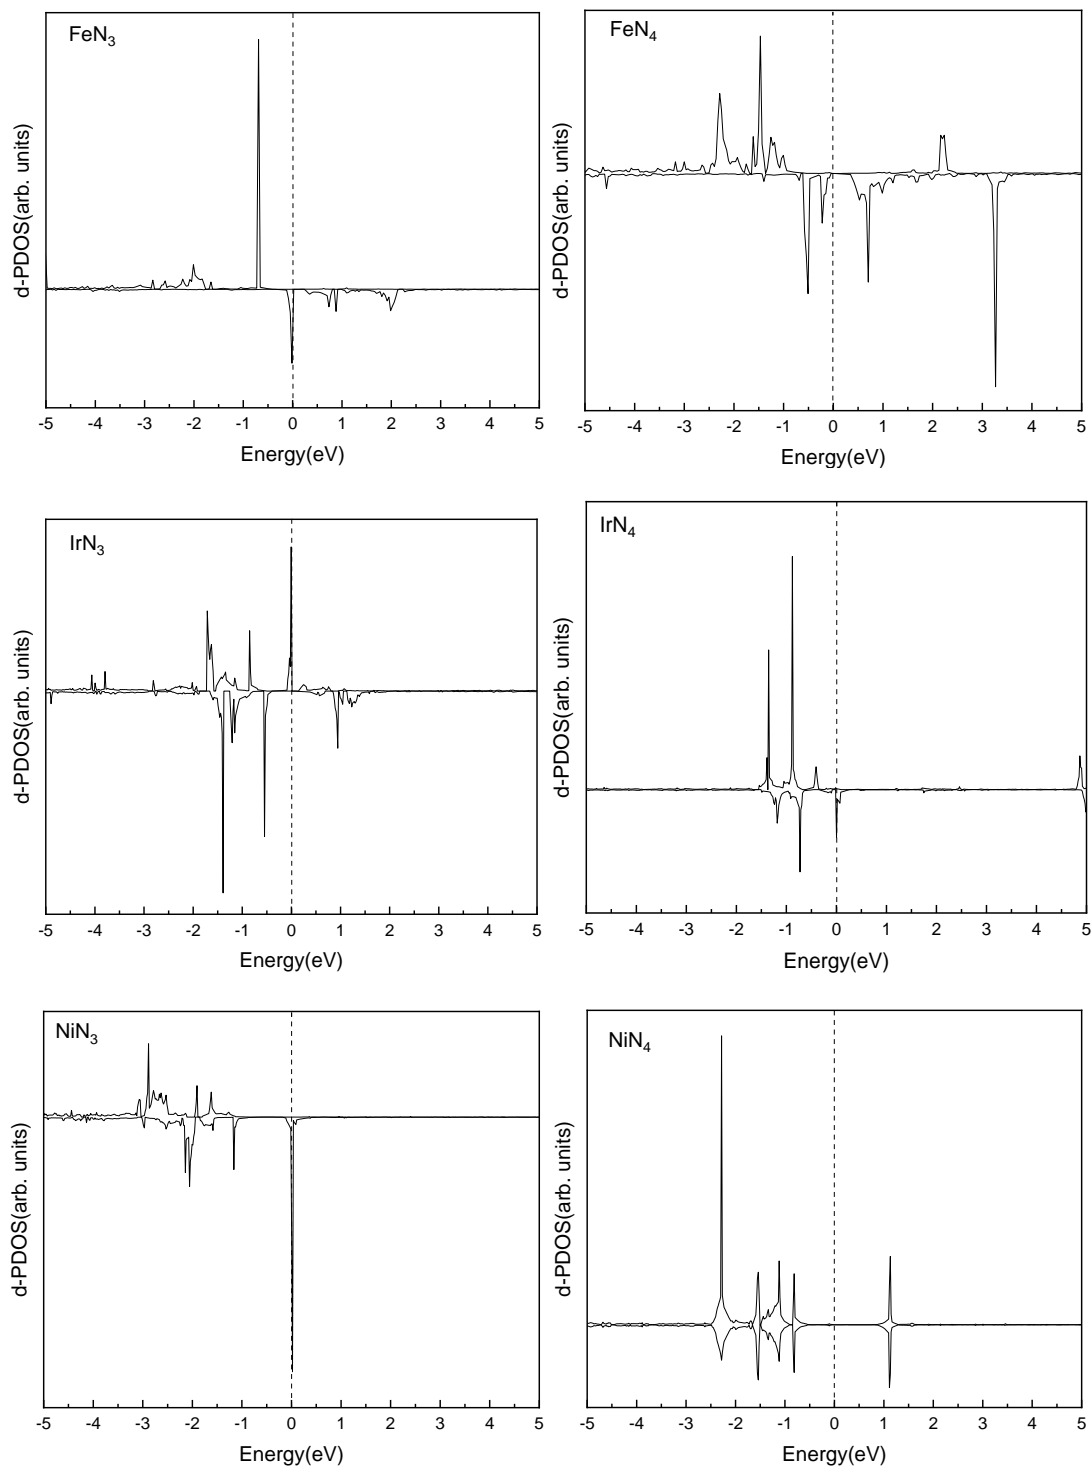 FeN3
d-PDOS(arb. units)
-5 -4 -3 -2 -1 0 1 2 3 4 5
Energy(eV)
FeN4
d-PDOS(arb. units)
-5 -4 -3 -2 -1 0 1 2 3 4 5
Energy(eV)
IrN3
d-PDOS(arb. units)
-5 -4 -3 -2 -1 0 1 2 3 4 5
Energy(eV)
IrN4
d-PDOS(arb. units)
-5 -4 -3 -2 -1 0 1 2 3 4 5
Energy(eV)
NiN3
d-PDOS(arb. units)
-5 -4 -3 -2 -1 0 1 2 3 4 5
Energy(eV)
NiN4
d-PDOS(arb. units)
-5 -4 -3 -2 -1 0 1 2 3 4 5
Energy(eV)